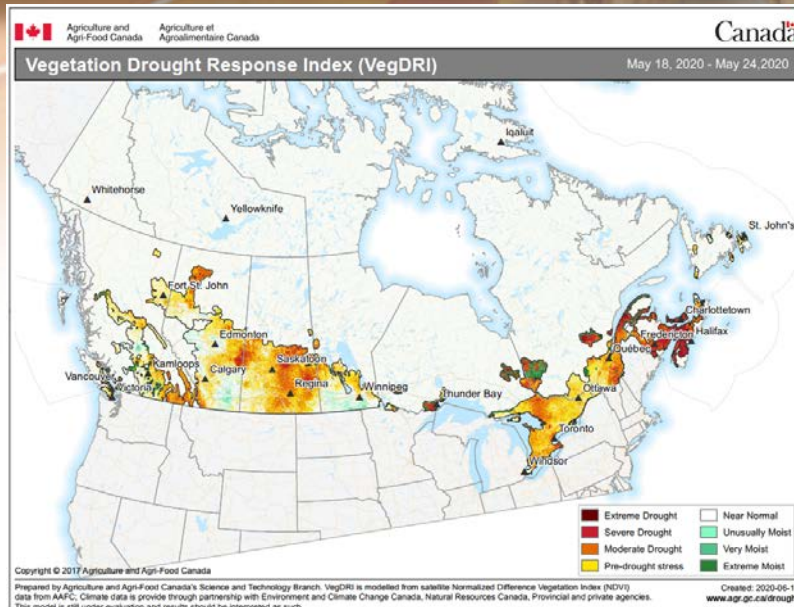 Agriculture and Agri-Food Canada
Agriculture et Agroalimentaire Canada
Canada
Vegetation Drought Response Index (VegDRI)
May 18, 2020 - May 24,2020
Iqaluit
Whitehorse
Yellowknife
St. John's
Fort St. John
Charlottetown
Edmonton
Fredericton
Halifax
Québec
Kamloops
Saskatoon
Calgary
Vancouver
Victoria
Regina
Winnipeg
Thunder Bay
Ottawa
Toronto
Windsor
Extreme Drought
Severe Drought
Moderate Drought
Pre-drought stress
Near Normal
Unusually Moist
Very Moist
Extreme Moist
Copyright © 2017 Agriculture and Agri-Food Canada
Prepared by Agriculture and Agri-Food Canada's Science and Technology Branch. VegDRI is modelled from satellite Normalized Difference Vegetation Index (NDVI)
data from AAFC; Climate data is provide through partnership with Environment and Climate Change Canada, Natural Resources Canada, Provincial and private agencies.
This model is still under evaluation and results should be interpreted as such.
Created: 2020-06-1
www.agr.gc.ca/drough